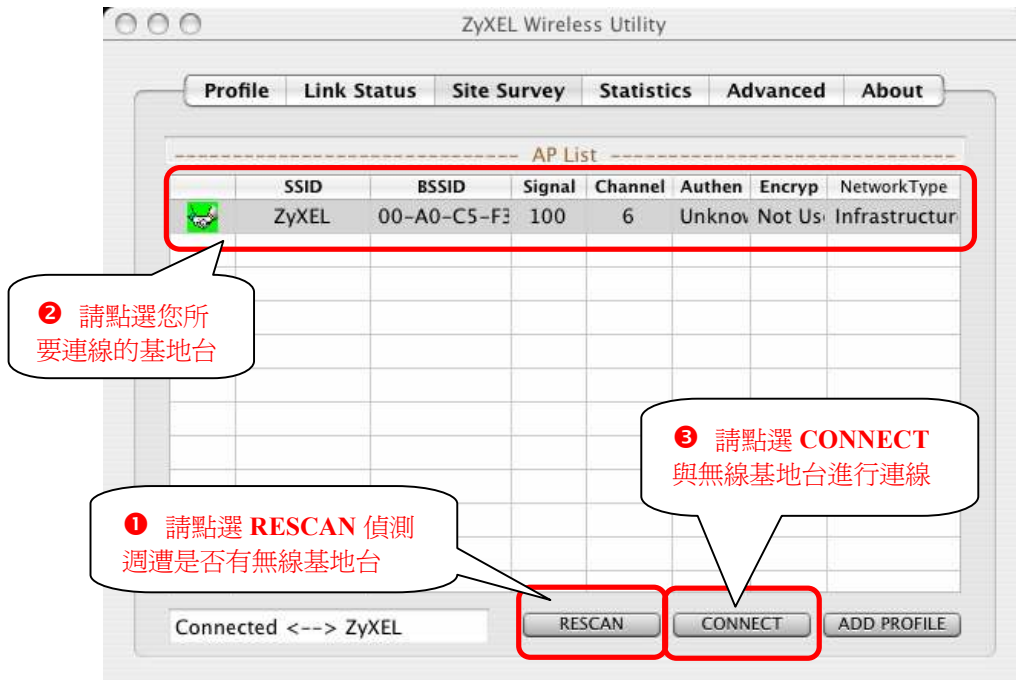 ZyXEL Wireless Utility
Profile Link Status Site Survey Statistics Advanced About
AP List
SSID BSSID Signal Channel Authen Encryp NetworkType
ZyXEL 00-A0-C5-F3 100 6 Unknov Not Us Infrastructur
❷ 請點選您所
要連線的基地台
❸ 請點選 CONNECT
與無線基地台進行連線
❶ 請點選 RESCAN 偵測
週遭是否有無線基地台
Connected <--> ZyXEL RESCAN CONNECT ADD PROFILE